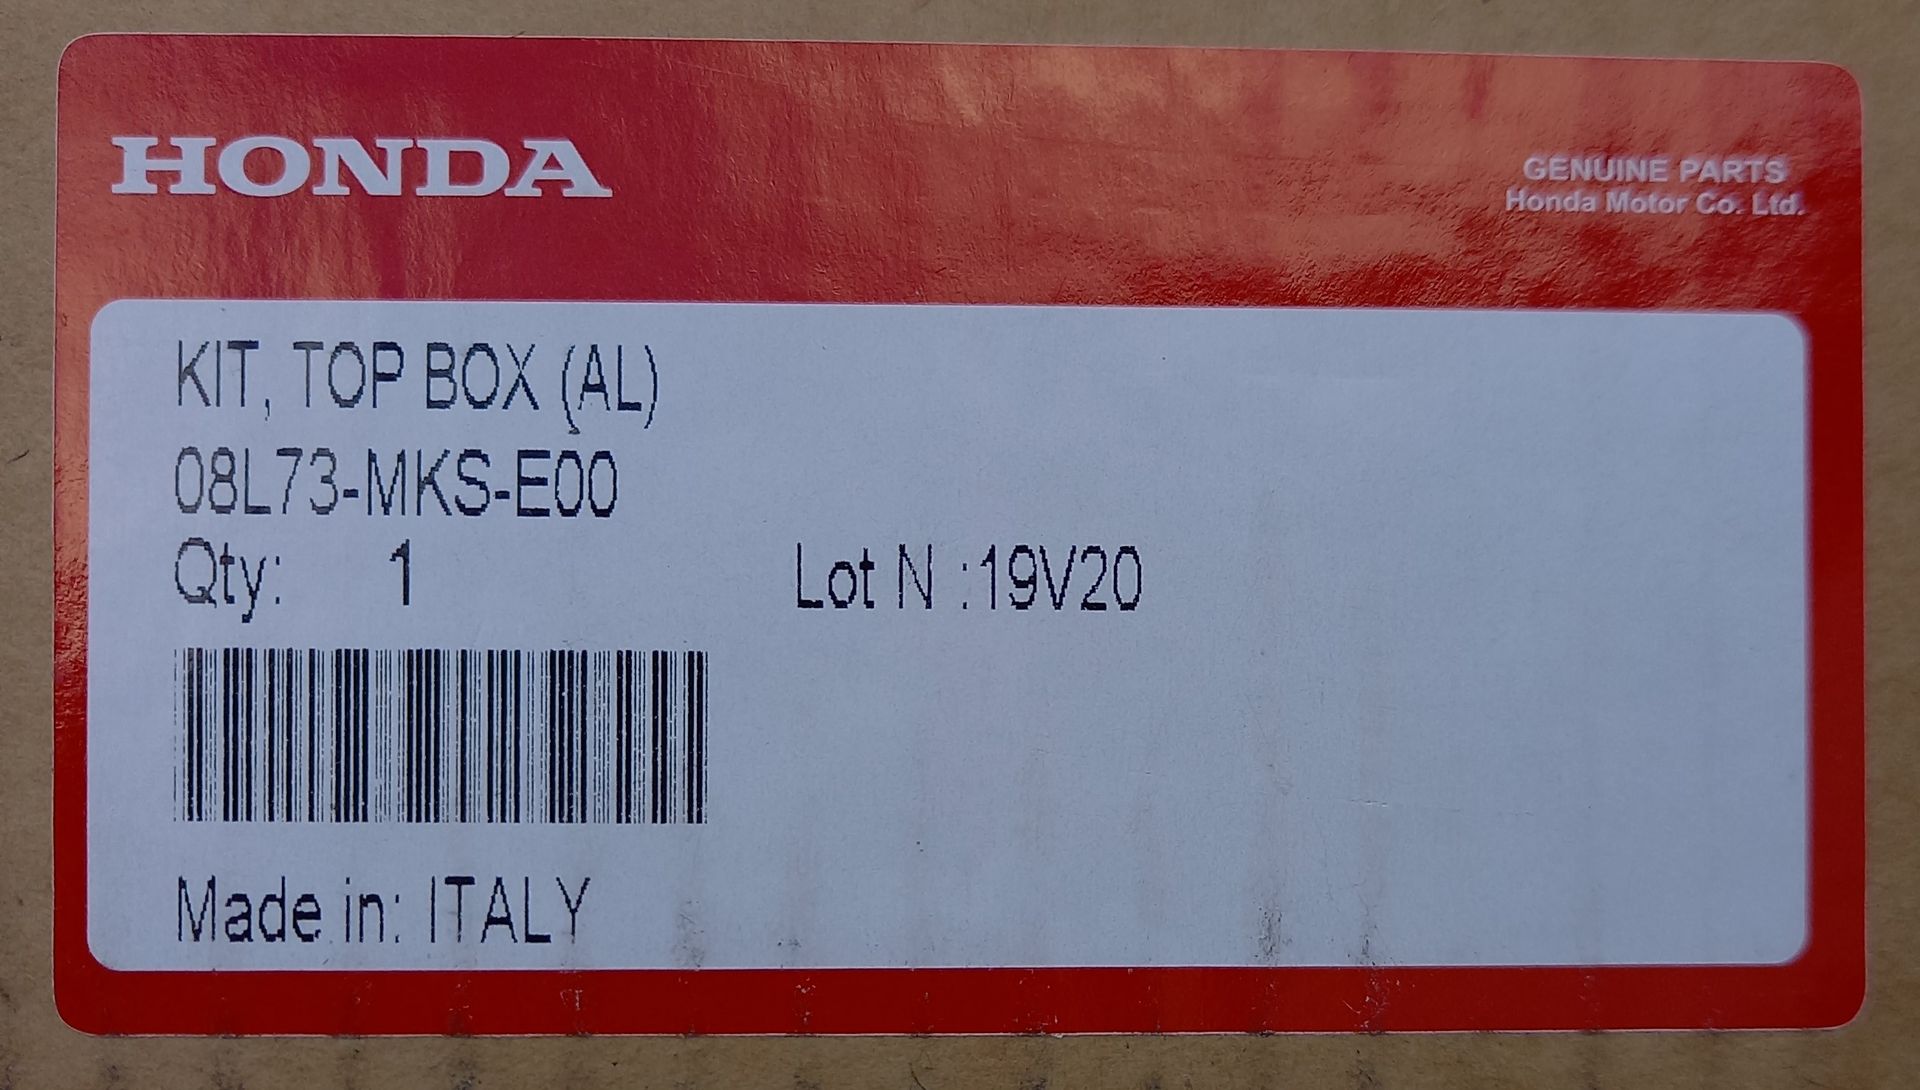 HONDA
GENUINE PARTS
Honda Motor Co. Ltd.
KIT, TOP BOX (AL)
08L73-MKS-E00
Qty: 1 Lot N :19V20
Made in: ITALY